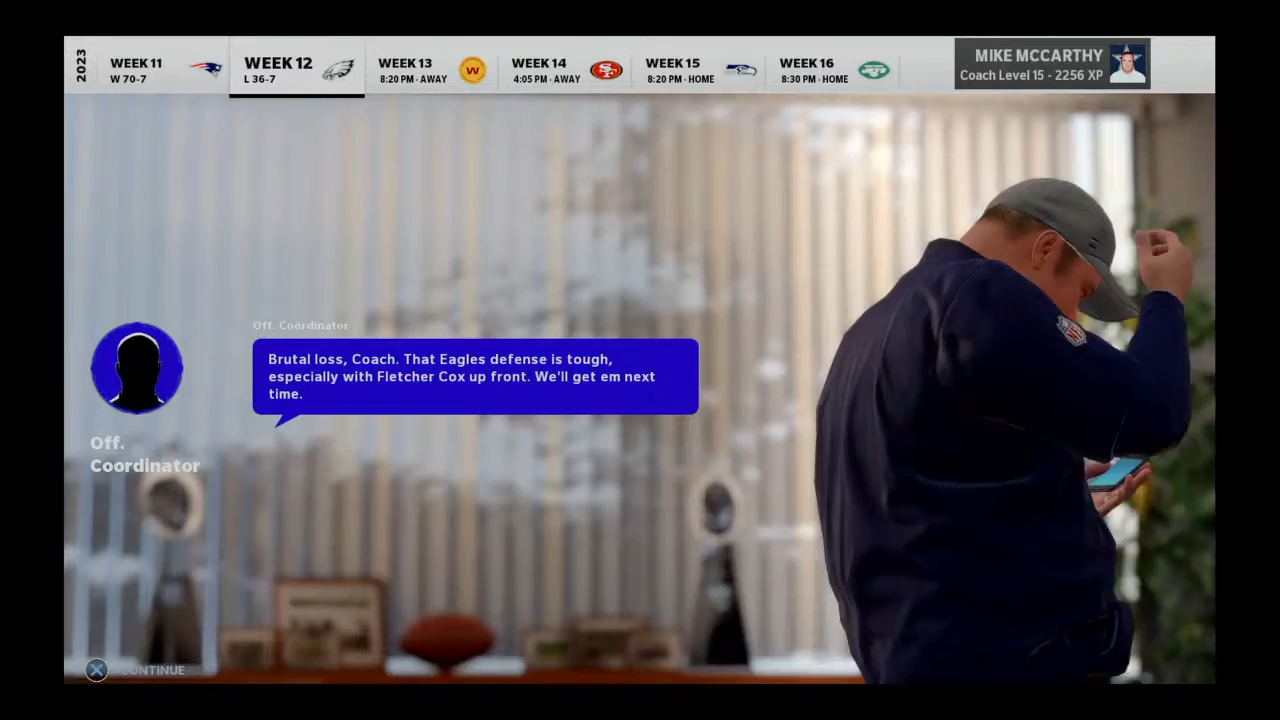 2023
WEEK 11
W 70-7
WEEK 12
L 36-7
WEEK 13
8:20 PM · AWAY
WEEK 14
4:05 PM · AWAY
WEEK 15
8:20 PM · HOME
WEEK 16
8:30 PM · HOME
MIKE MCCARTHY
Coach Level 15 - 2256 XP
Off. Coordinator
Brutal loss, Coach. That Eagles defense is tough,
especially with Fletcher Cox up front. We'll get em next
time.
Off.
Coordinator
CONTINUE